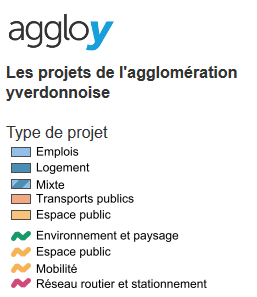 aggloy
Les projets de l'agglomération
yverdonnoise
Type de projet
Emplois
Logement
Mixte
Transports publics
Espace public
Environnement et paysage
Espace public
Mobilité
Réseau routier et stationnement